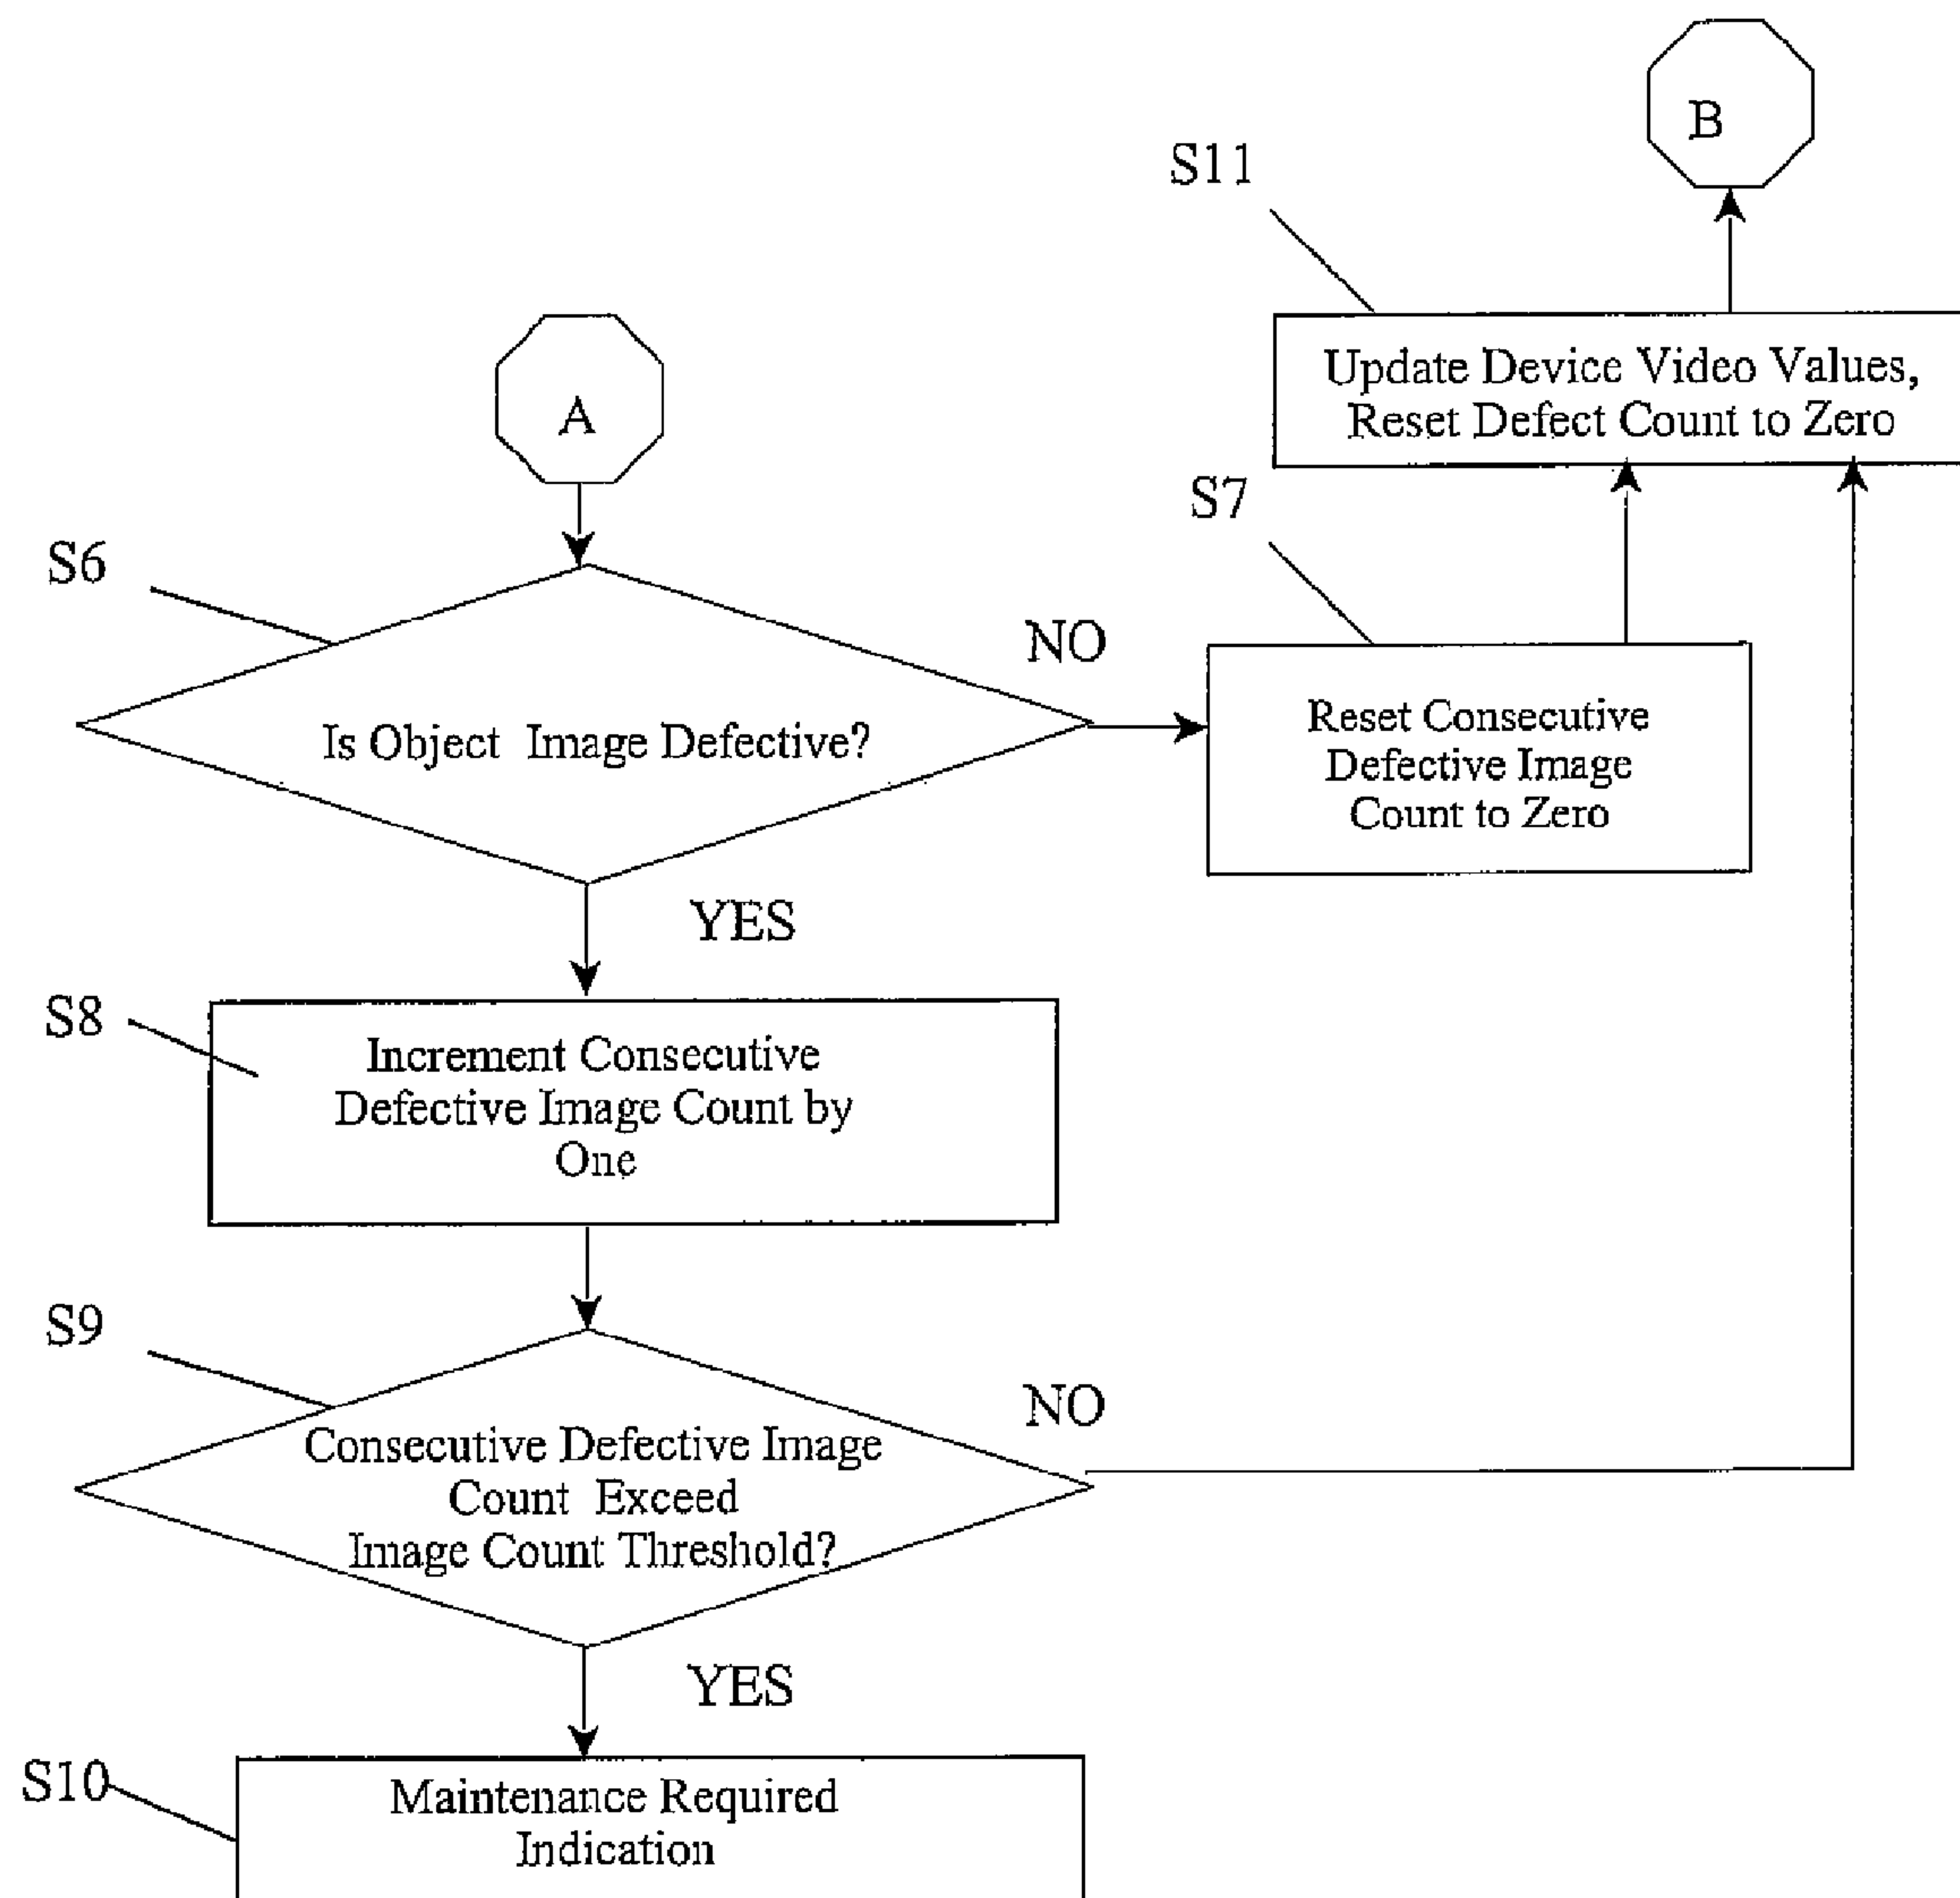 B
S11
Update Device Video Values,
Reset Defect Count to Zero
A
S7
S6
NO
Is Object Image Defective?
Reset Consecutive
Defective Image
Count to Zero
YES
S8
Increment Consecutive
Defective Image Count by
One
S9
NO
Consecutive Defective Image
Count Exceed
Image Count Threshold?
YES
S10
Maintenance Required
Indication